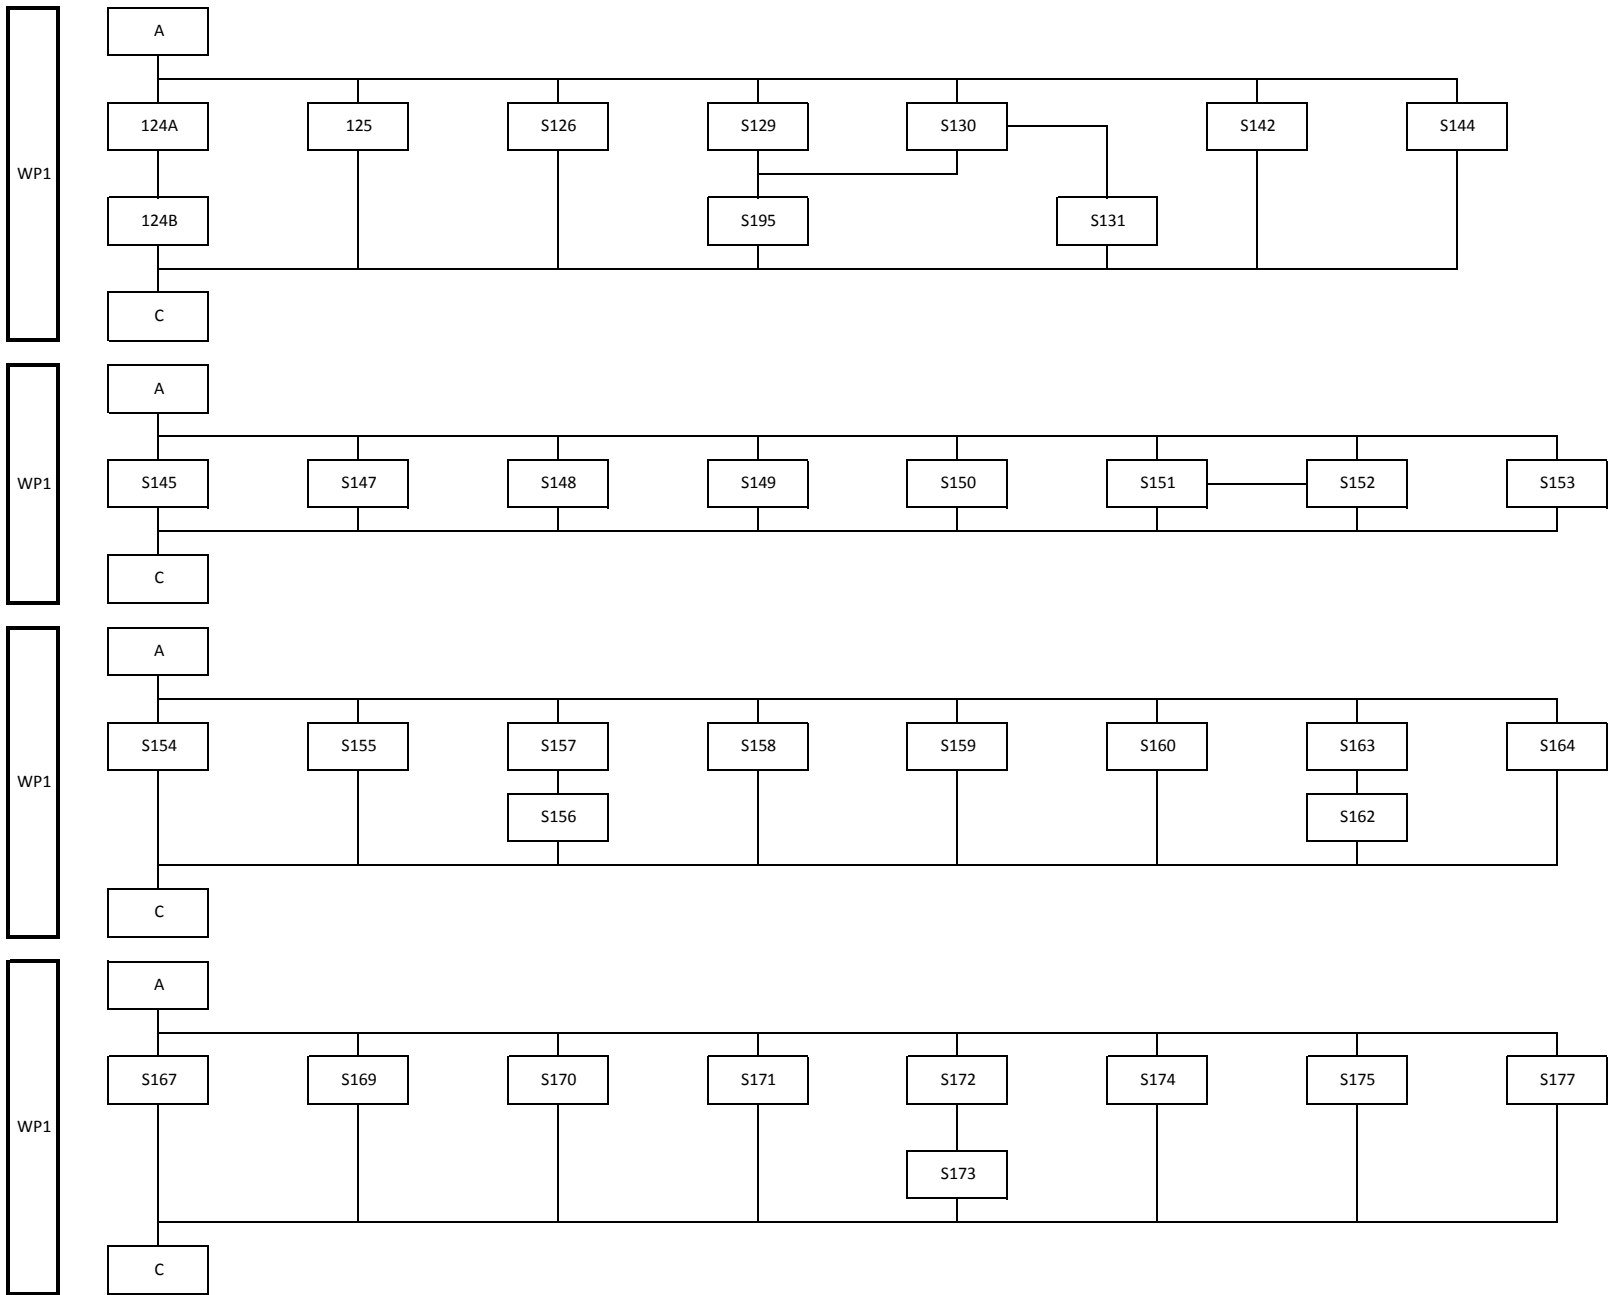 A
124A 125 S126 S129 S130 S142 S144
WP1
124B S195 S131
C
A
WP1 S145 S147 S148 S149 S150 S151 S152 S153
C
A
S154 S155 S157 S158 S159 S160 S163 S164
WP1
S156 S162
C
A
S167 S169 S170 S171 S172 S174 S175 S177
WP1
S173
C